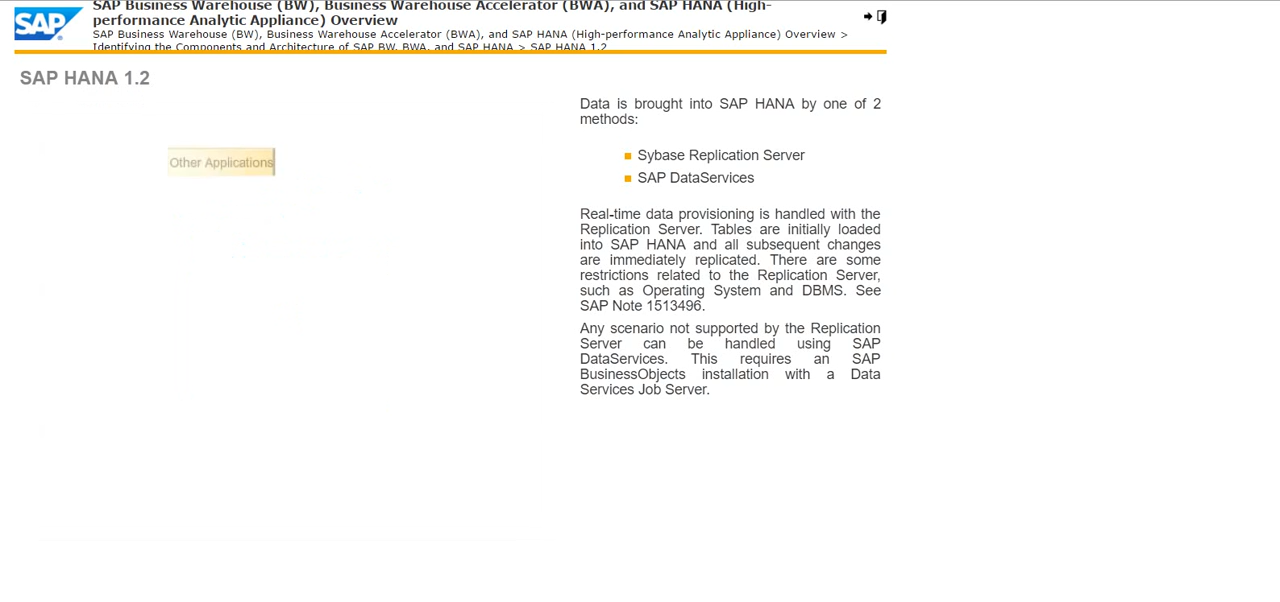 SAP
SAP Business Warehouse (BW), Business Warehouse Accelerator (BWA), and SAP HANA (High-
performance Analytic Appliance) Overview
SAP Business Warehouse (BW), Business Warehouse Accelerator (BWA), and SAP HANA (High-performance Analytic Appliance) Overview >
Identifying the Components and Architecture of SAP BW, BWA, and SAP HANA > SAP HANA 1.2
SAP HANA 1.2
Other Applications
Data is brought into SAP HANA by one of 2
methods:
Sybase Replication Server
SAP DataServices
Real-time data provisioning is handled with the
Replication Server. Tables are initially loaded
into SAP HANA and all subsequent changes
are immediately replicated. There are some
restrictions related to the Replication Server,
such as Operating System and DBMS. See
SAP Note 1513496.
Any scenario not supported by the Replication
Server can be handled using SAP
DataServices. This requires an SAP
BusinessObjects installation with a Data
Services Job Server.